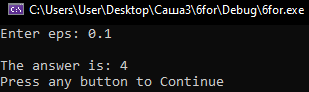 C:\Users\User\Desktop\Саша3\6for\Debug\6for.exe
Enter eps: 0.1
The answer is: 4
Press any button to Continue